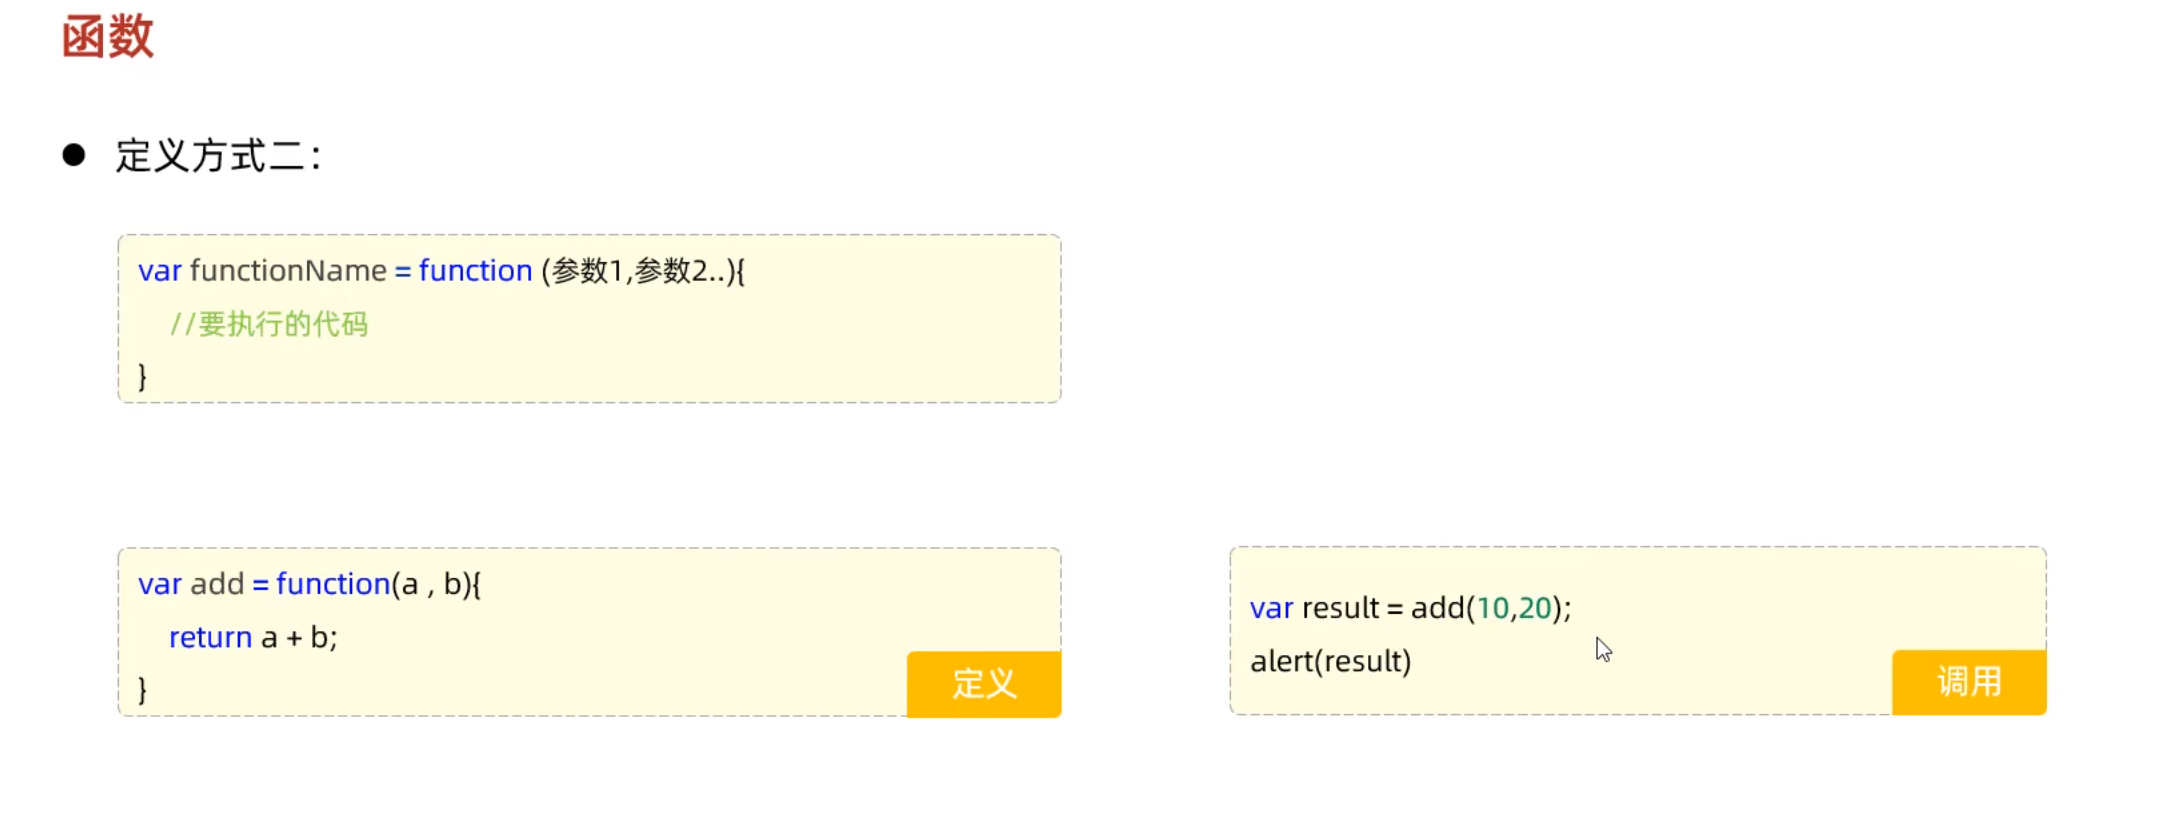 函数
● 定义方式二：
var functionName = function (参数1,参数2..){
//要执行的代码
}
var add = function(a , b){
return a + b;
}
定义
var result = add(10,20);
alert(result)
调用